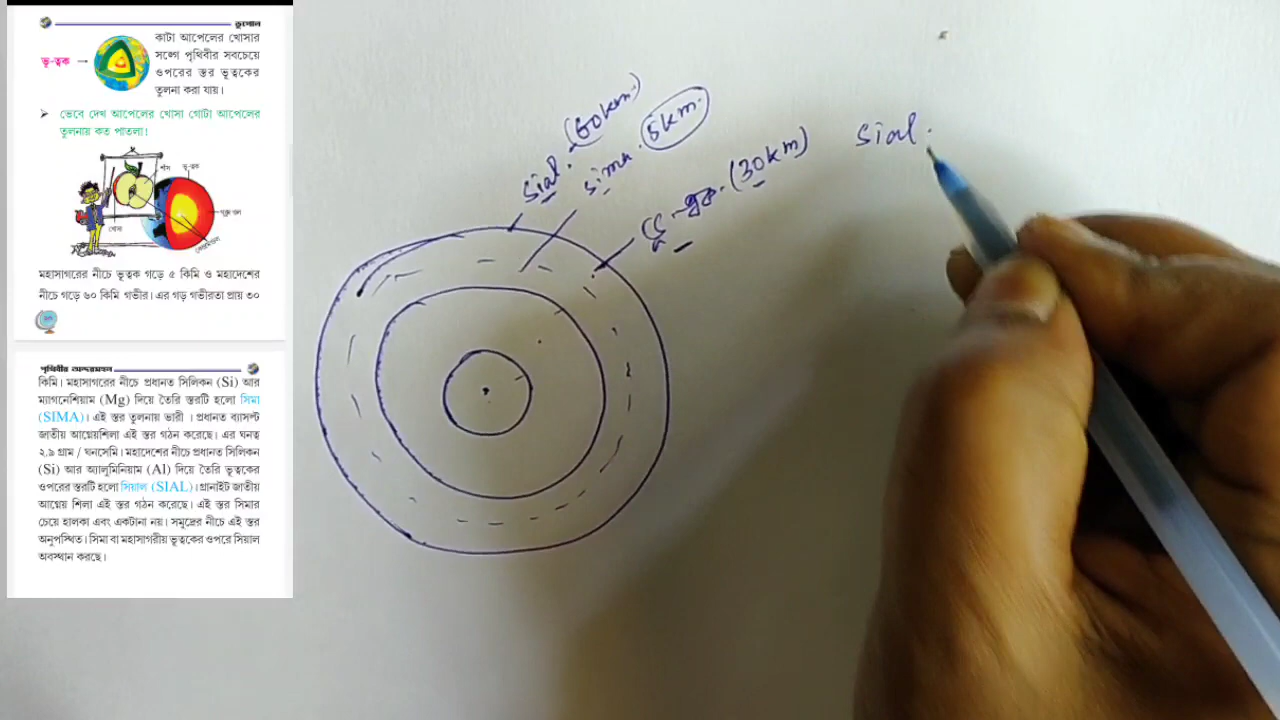 ভূগোল
ভূ-ত্বক →
কাটা আপেলের খোসার
সঙ্গে পৃথিবীর সবচেয়ে
ওপরের স্তর ভূত্বকের
তুলনা করা যায়।
➢ ভেবে দেখ আপেলের খোসা গোটা আপেলের
তুলনায় কত পাতলা!
শাঁস
ভূ-ত্বক
খোসা
মহাসাগরের নীচে ভূত্বক গড়ে ৫ কিমি ও মহাদেশের
নীচে গড়ে ৬০ কিমি গভীর। এর গড় গভীরতা প্রায় ৩০
পৃথিবীর অন্দরমহল
কিমি। মহাসাগরের নীচে প্রধানত সিলিকন (Si) আর
ম্যাগনেশিয়াম (Mg) দিয়ে তৈরি স্তরটি হলো সিমা
(SIMA)। এই স্তর তুলনায় ভারী । প্রধানত ব্যাসল্ট
জাতীয় আগ্নেয়শিলা এই স্তর গঠন করেছে। এর ঘনত্ব
২.৯ গ্রাম / ঘনসেমি। মহাদেশের নীচে প্রধানত সিলিকন
(Si) আর অ্যালুমিনিয়াম (Al) দিয়ে তৈরি ভূত্বকের
ওপরের স্তরটি হলো সিয়াল (SIAL)। গ্রানাইট জাতীয়
আগ্নেয় শিলা এই স্তর গঠন করেছে। এই স্তর সিমার
চেয়ে হালকা এবং একটানা নয়। সমুদ্রের নীচে এই স্তর
অনুপস্থিত। সিমা বা মহাসাগরীয় ভূত্বকের ওপরে সিয়াল
অবস্থান করছে।
sial. (60km.)
sima. 5km.
ভূ-ত্বক. (30km)
sial.